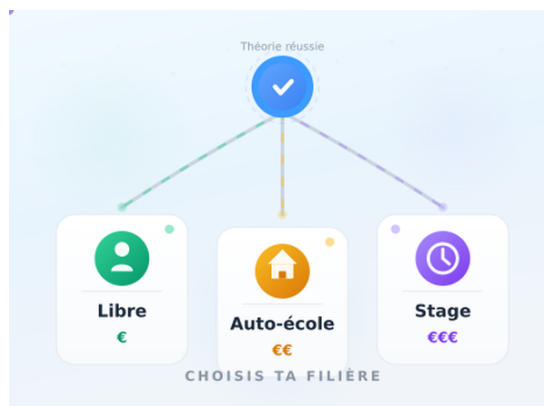 Théorie réussie
Libre
€
Auto-école
€€
Stage
€€€
CHOISIS TA FILIÈRE